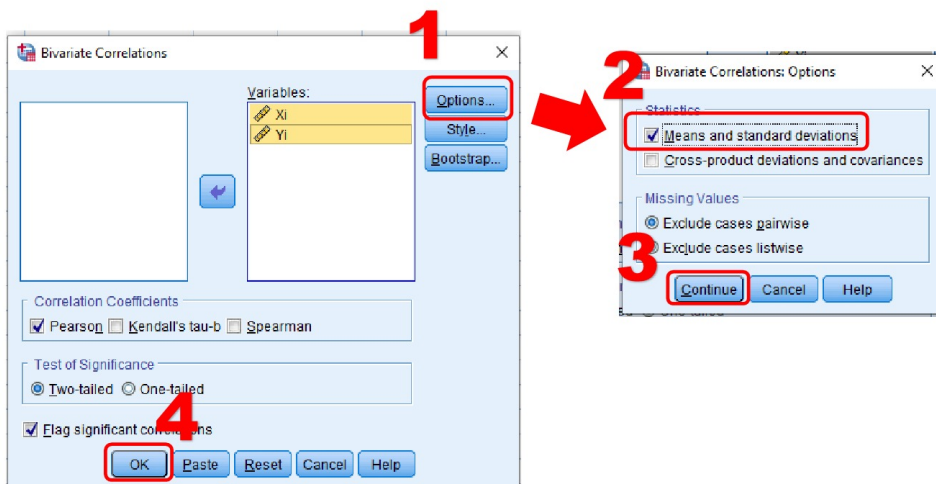 1
Bivariate Correlations
Variables:
Xi
Yi
Options...
Style...
Bootstrap...
Correlation Coefficients
Pearson Kendall's tau-b Spearman
Test of Significance
Two-tailed One-tailed
4
Flag significant correlations
OK Paste Reset Cancel Help
2
Bivariate Correlations: Options
Statistics
Means and standard deviations
Cross-product deviations and covariances
Missing Values
Exclude cases pairwise
Exclude cases listwise
3
Continue Cancel Help